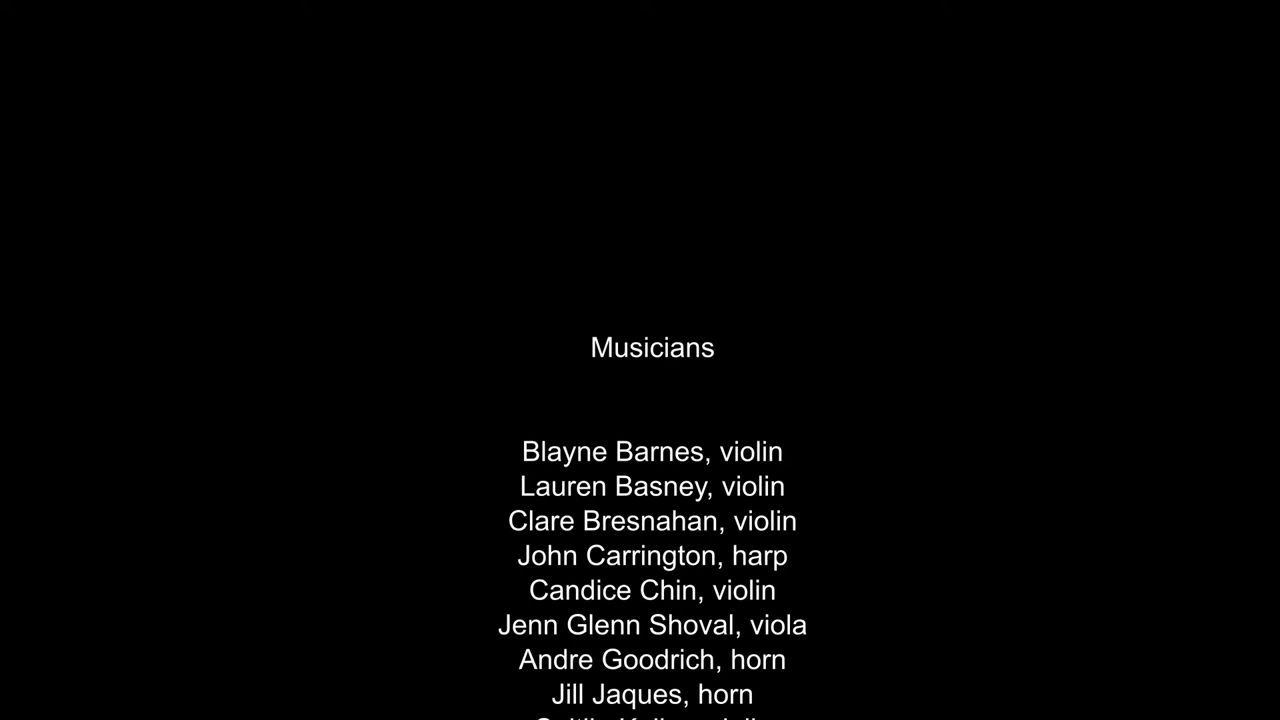 Musicians
Blayne Barnes, violin
Lauren Basney, violin
Clare Bresnahan, violin
John Carrington, harp
Candice Chin, violin
Jenn Glenn Shoval, viola
Andre Goodrich, horn
Jill Jaques, horn